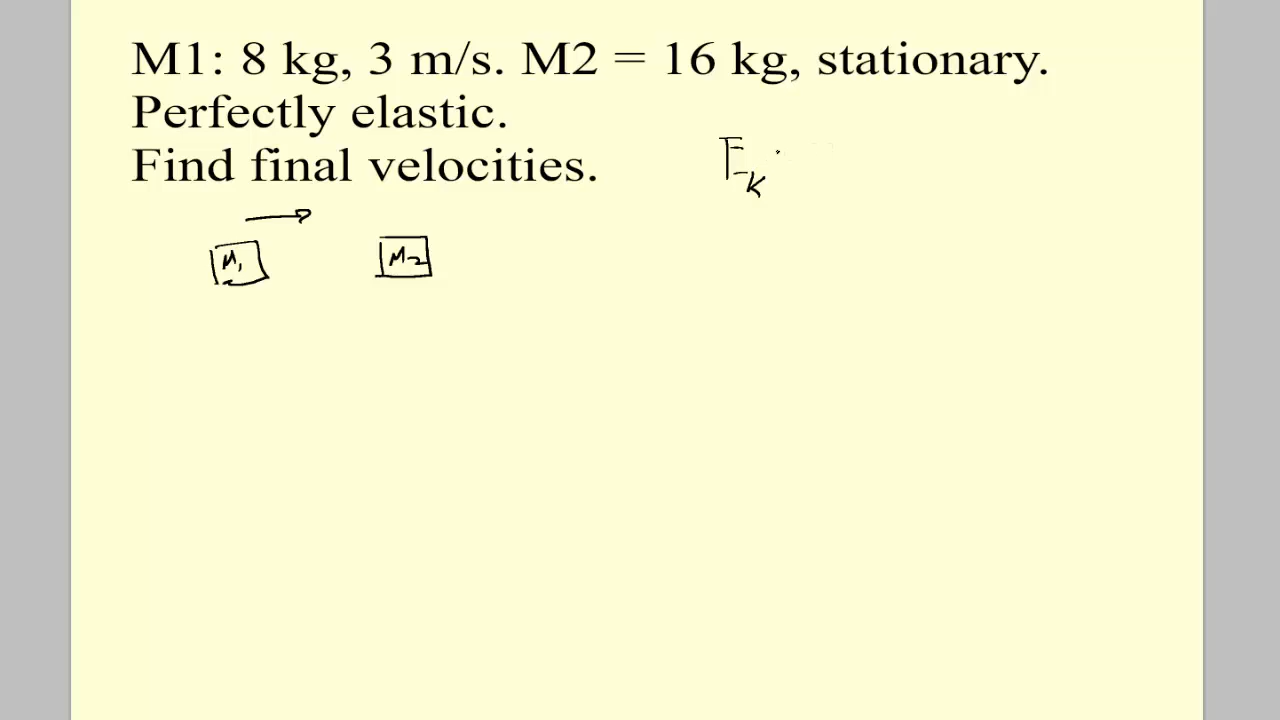 M1: 8 kg, 3 m/s. M2 = 16 kg, stationary.
Perfectly elastic.
Find final velocities.
Ek
M1
M2